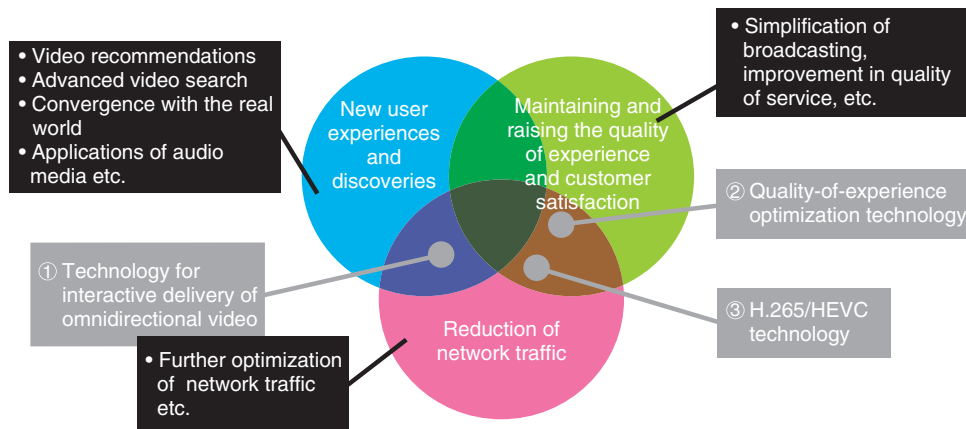 • Video recommendations
• Advanced video search
• Convergence with the real
world
• Applications of audio
media etc.
New user
experiences
and
discoveries
Maintaining and
raising the quality
of experience
and customer
satisfaction
• Simplification of
broadcasting,
improvement in quality
of service, etc.
② Quality-of-experience
optimization technology
① Technology for
interactive delivery of
omnidirectional video
③ H.265/HEVC
technology
Reduction of
network traffic
• Further optimization
of network traffic
etc.